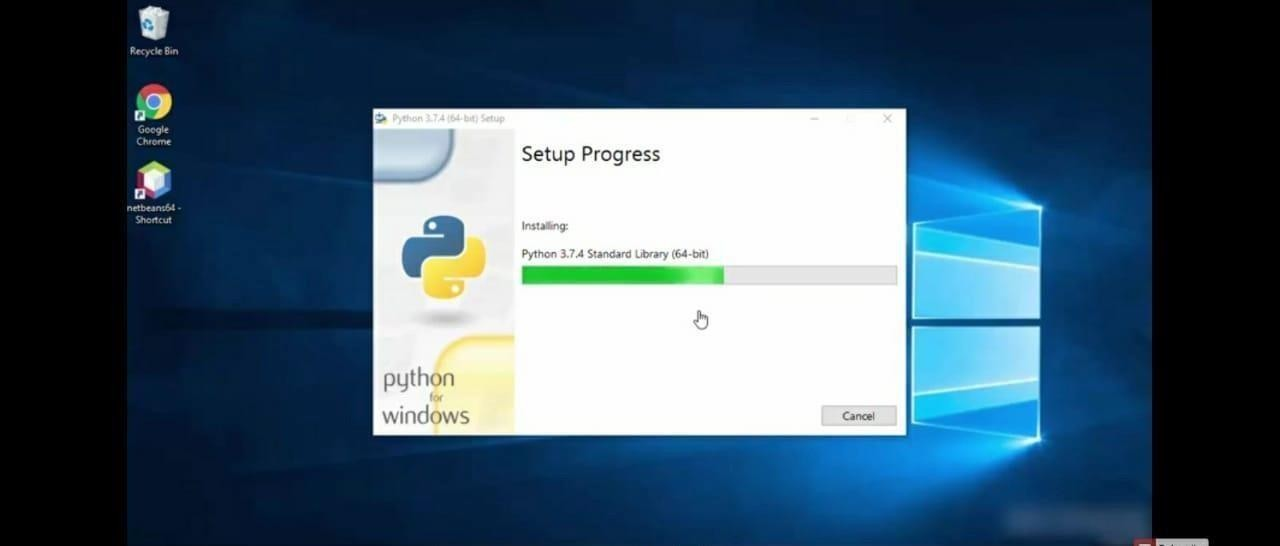 Recycle Bin
Google
Chrome
netbeans64 -
Shortcut
Python 3.7.4 (64-bit) Setup
Setup Progress
Installing:
Python 3.7.4 Standard Library (64-bit)
python
for
windows
Cancel